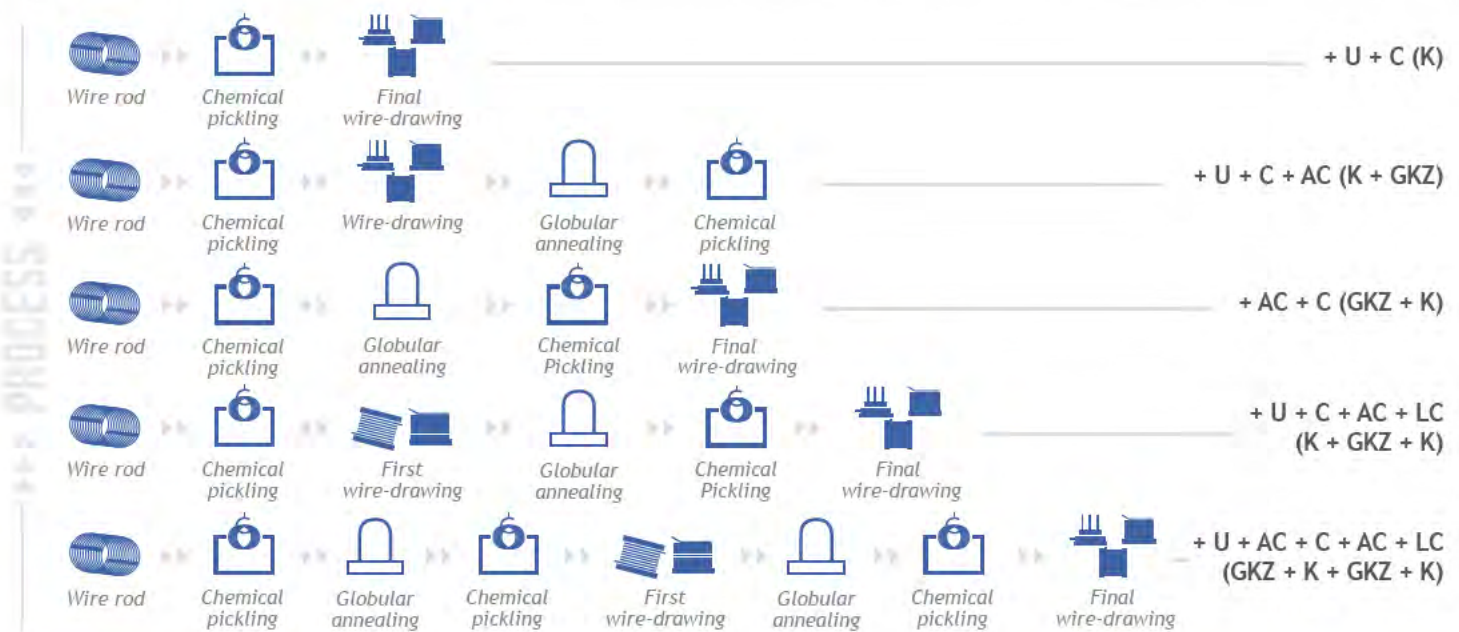 PROCESS
Wire rod
Chemical
pickling
Final
wire-drawing
+ U + C (K)
Wire rod
Chemical
pickling
Wire-drawing
Globular
annealing
Chemical
pickling
+ U + C + AC (K + GKZ)
Wire rod
Chemical
pickling
Globular
annealing
Chemical
Pickling
Final
wire-drawing
+ AC + C (GKZ + K)
Wire rod
Chemical
pickling
First
wire-drawing
Globular
annealing
Chemical
Pickling
Final
wire-drawing
+ U + C + AC + LC
(K + GKZ + K)
Wire rod
Chemical
pickling
Globular
annealing
Chemical
pickling
First
wire-drawing
Globular
annealing
Chemical
pickling
Final
wire-drawing
+ U + AC + C + AC + LC
(GKZ + K + GKZ + K)